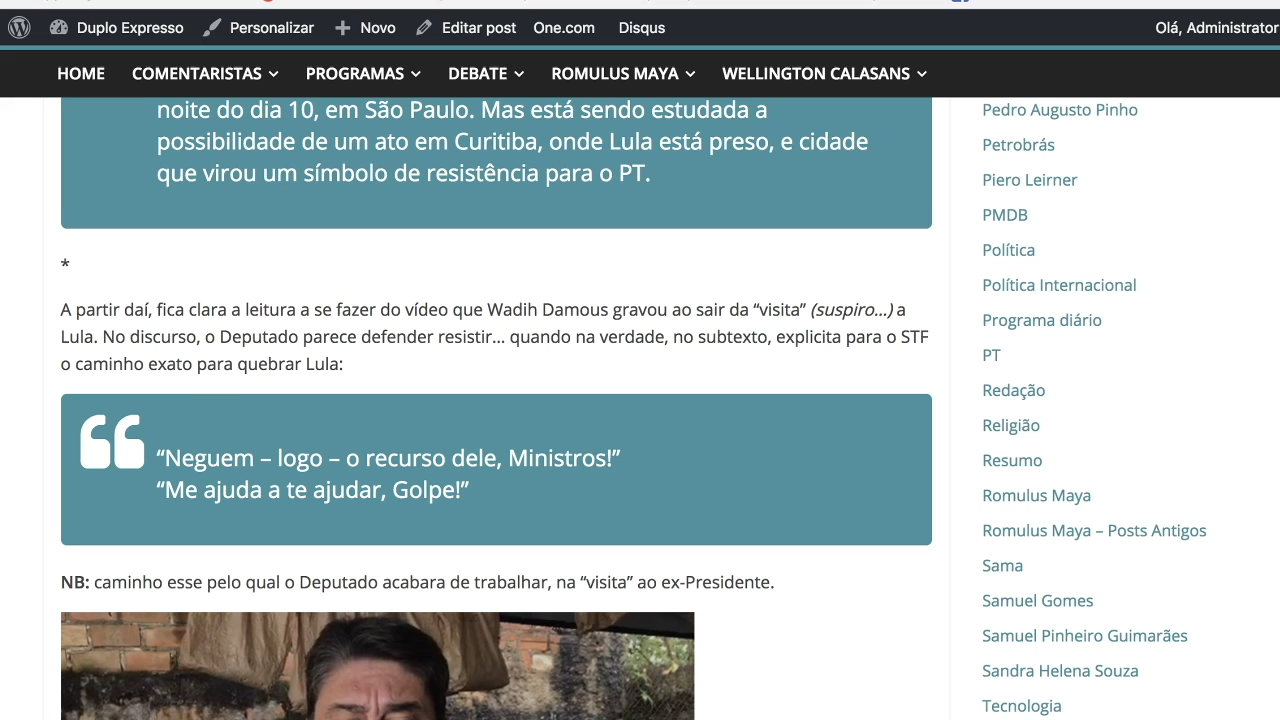 Duplo Expresso
Personalizar
Novo
Editar post
One.com
Disqus
Olá, Administrator
HOME
COMENTARISTAS
PROGRAMAS
DEBATE
ROMULUS MAYA
WELLINGTON CALASANS
noite do dia 10, em São Paulo. Mas está sendo estudada a
possibilidade de um ato em Curitiba, onde Lula está preso, e cidade
que virou um símbolo de resistência para o PT.
*
A partir daí, fica clara a leitura a se fazer do vídeo que Wadih Damous gravou ao sair da “visita” (suspiro…) a
Lula. No discurso, o Deputado parece defender resistir… quando na verdade, no subtexto, explicita para o STF
o caminho exato para quebrar Lula:
“Neguem – logo – o recurso dele, Ministros!”
“Me ajuda a te ajudar, Golpe!”
NB: caminho esse pelo qual o Deputado acabara de trabalhar, na “visita” ao ex-Presidente.
Pedro Augusto Pinho
Petrobrás
Piero Leirner
PMDB
Política
Política Internacional
Programa diário
PT
Redação
Religião
Resumo
Romulus Maya
Romulus Maya – Posts Antigos
Sama
Samuel Gomes
Samuel Pinheiro Guimarães
Sandra Helena Souza
Tecnologia